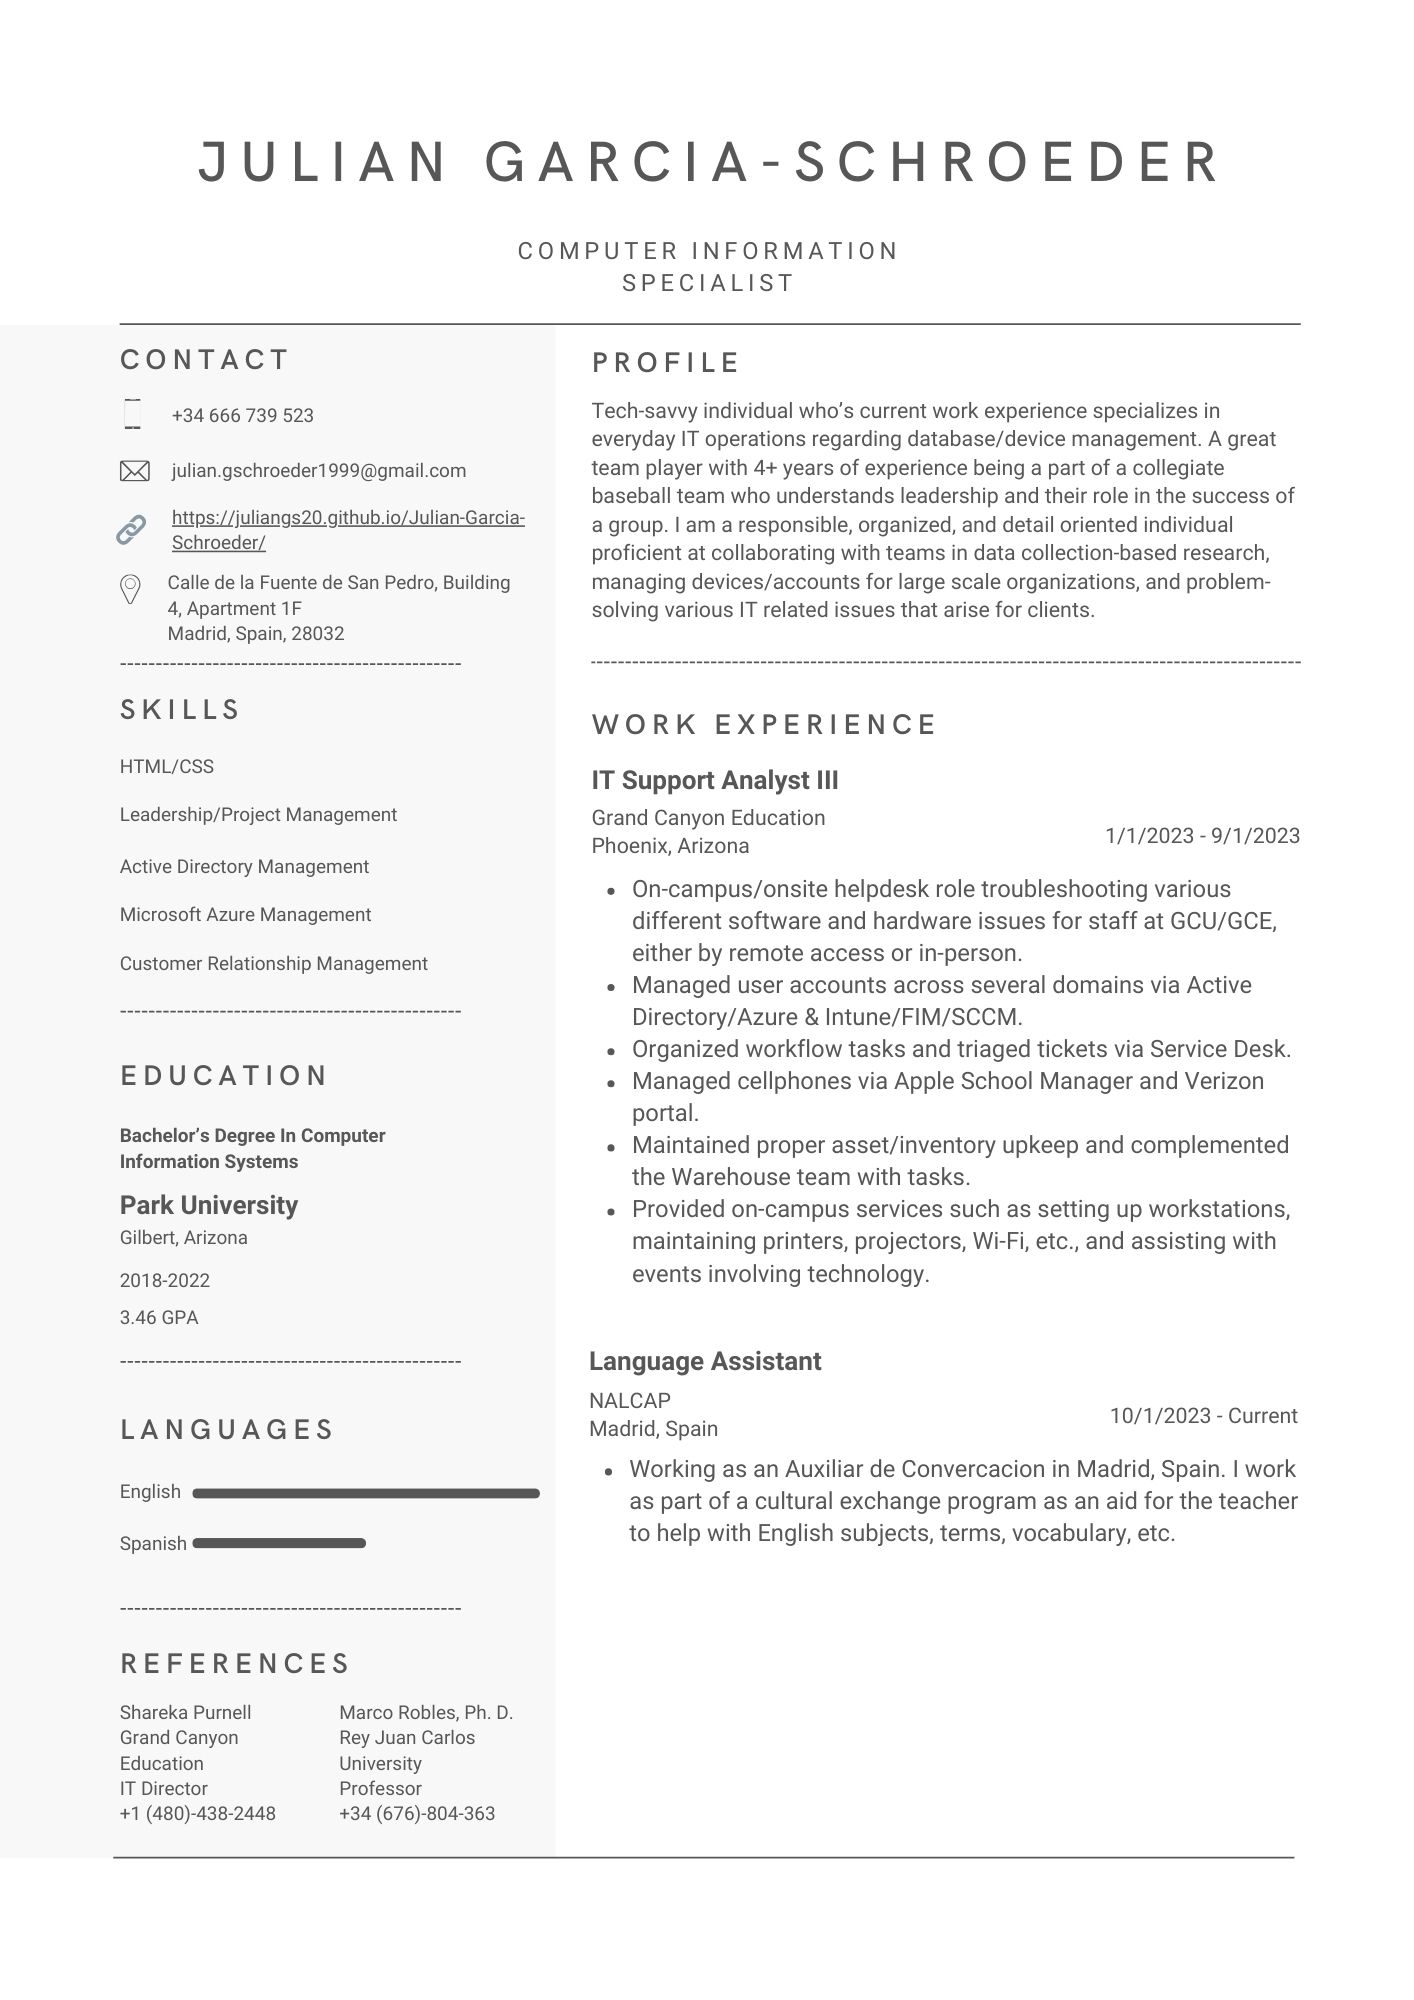 JULIAN GARCIA-SCHROEDER
COMPUTER INFORMATION
SPECIALIST
CONTACT
+34 666 739 523
julian.gschroeder1999@gmail.com
https://juliangs20.github.io/Julian-Garcia-
Schroeder/
Calle de la Fuente de San Pedro, Building
4, Apartment 1F
Madrid, Spain, 28032
------------------------------------------------
SKILLS
HTML/CSS
Leadership/Project Management
Active Directory Management
Microsoft Azure Management
Customer Relationship Management
------------------------------------------------
EDUCATION
Bachelor’s Degree In Computer
Information Systems
Park University
Gilbert, Arizona
2018-2022
3.46 GPA
------------------------------------------------
LANGUAGES
English
Spanish
------------------------------------------------
REFERENCES
Shareka Purnell
Grand Canyon
Education
IT Director
+1 (480)-438-2448
Marco Robles, Ph. D.
Rey Juan Carlos
University
Professor
+34 (676)-804-363
PROFILE
Tech-savvy individual who’s current work experience specializes in
everyday IT operations regarding database/device management. A great
team player with 4+ years of experience being a part of a collegiate
baseball team who understands leadership and their role in the success of
a group. I am a responsible, organized, and detail oriented individual
proficient at collaborating with teams in data collection-based research,
managing devices/accounts for large scale organizations, and problem-
solving various IT related issues that arise for clients.
WORK EXPERIENCE
IT Support Analyst III
Grand Canyon Education
Phoenix, Arizona
1/1/2023 - 9/1/2023
• On-campus/onsite helpdesk role troubleshooting various
different software and hardware issues for staff at GCU/GCE,
either by remote access or in-person.
• Managed user accounts across several domains via Active
Directory/Azure & Intune/FIM/SCCM.
• Organized workflow tasks and triaged tickets via Service Desk.
• Managed cellphones via Apple School Manager and Verizon
portal.
• Maintained proper asset/inventory upkeep and complemented
the Warehouse team with tasks.
• Provided on-campus services such as setting up workstations,
maintaining printers, projectors, Wi-Fi, etc., and assisting with
events involving technology.
Language Assistant
NALCAP
Madrid, Spain
10/1/2023 - Current
• Working as an Auxiliar de Convercacion in Madrid, Spain. I work
as part of a cultural exchange program as an aid for the teacher
to help with English subjects, terms, vocabulary, etc.